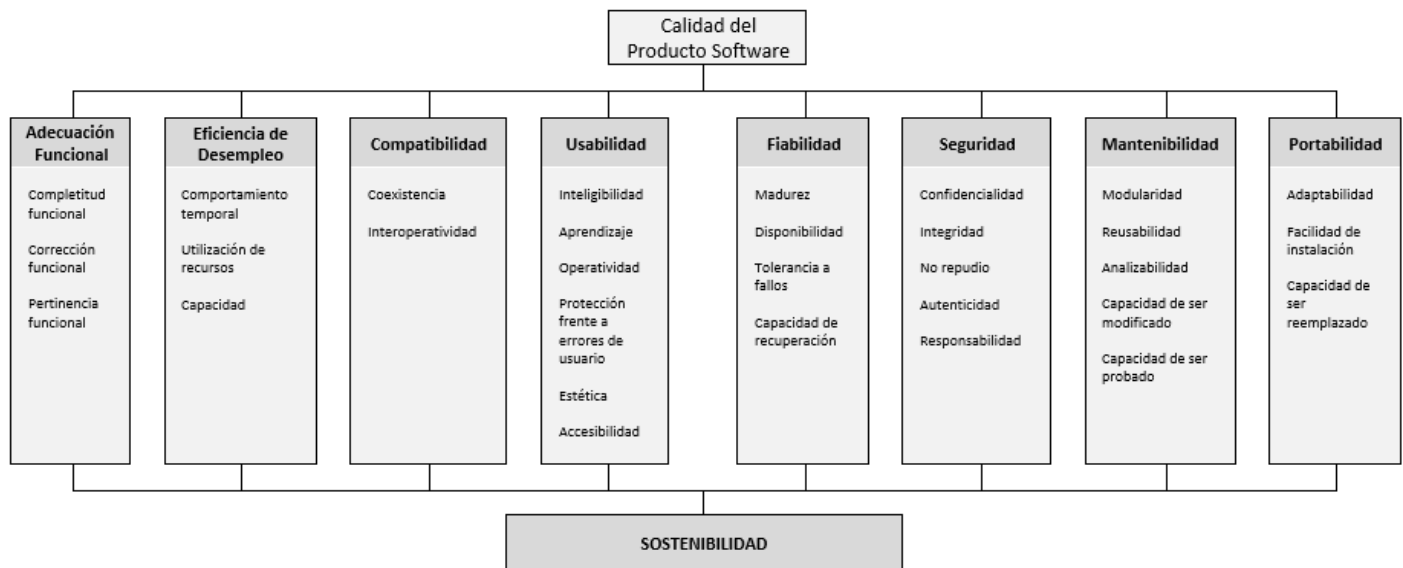 Calidad del
Producto Software
Adecuación
Funcional
Completitud
funcional
Corrección
funcional
Pertinencia
funcional
Eficiencia de
Desempleo
Comportamiento
temporal
Utilización de
recursos
Capacidad
Compatibilidad
Coexistencia
Interoperatividad
Usabilidad
Inteligibilidad
Aprendizaje
Operatividad
Protección
frente a
errores de
usuario
Estética
Accesibilidad
Fiabilidad
Madurez
Disponibilidad
Tolerancia a
fallos
Capacidad de
recuperación
Seguridad
Confidencialidad
Integridad
No repudio
Autenticidad
Responsabilidad
Mantenibilidad
Modularidad
Reusabilidad
Analizabilidad
Capacidad de ser
modificado
Capacidad de ser
probado
Portabilidad
Adaptabilidad
Facilidad de
instalación
Capacidad de
ser
reemplazado
SOSTENIBILIDAD